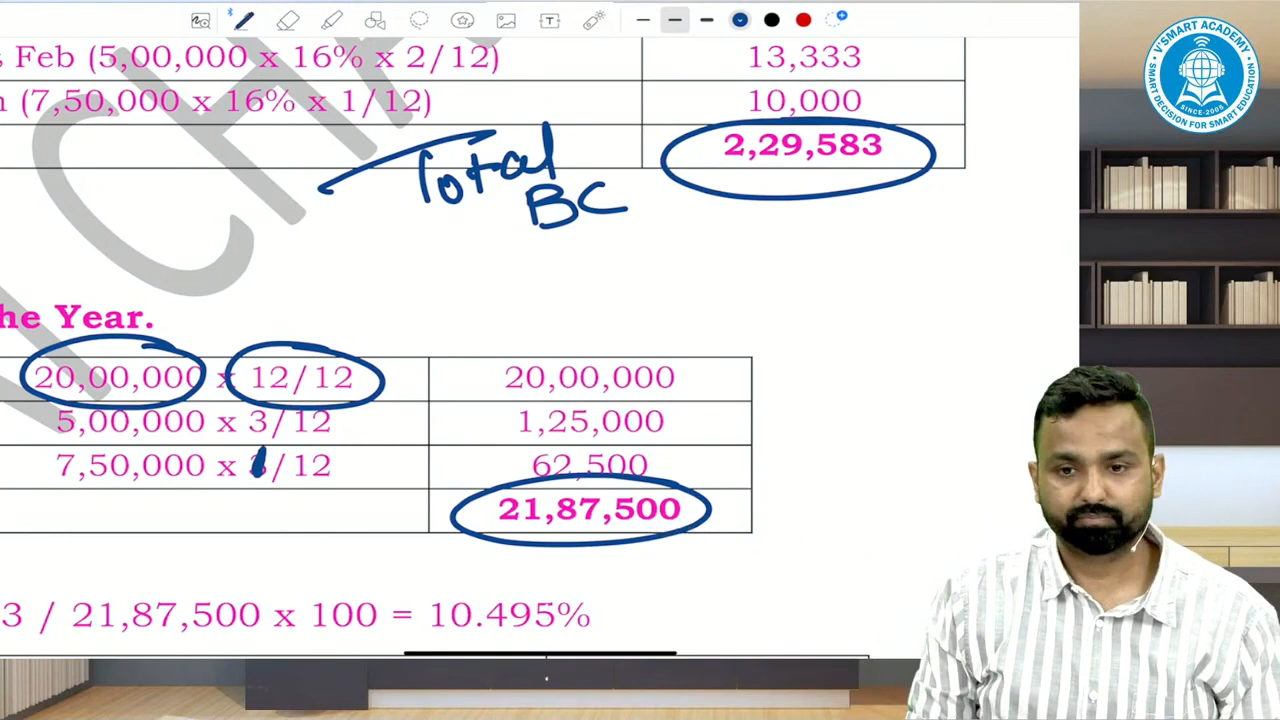 s Feb (5,00,000 x 16% x 2/12) 13,333
(7,50,000 x 16% x 1/12) 10,000
2,29,583
Total
BC
he Year.
20,00,000 x 12/12 20,00,000
5,00,000 x 3/12 1,25,000
7,50,000 x 1/12 62,500
21,87,500
3 / 21,87,500 x 100 = 10.495%
V'SMART ACADEMY
SINCE-2005
SMART DECISION FOR SMART EDUCATION